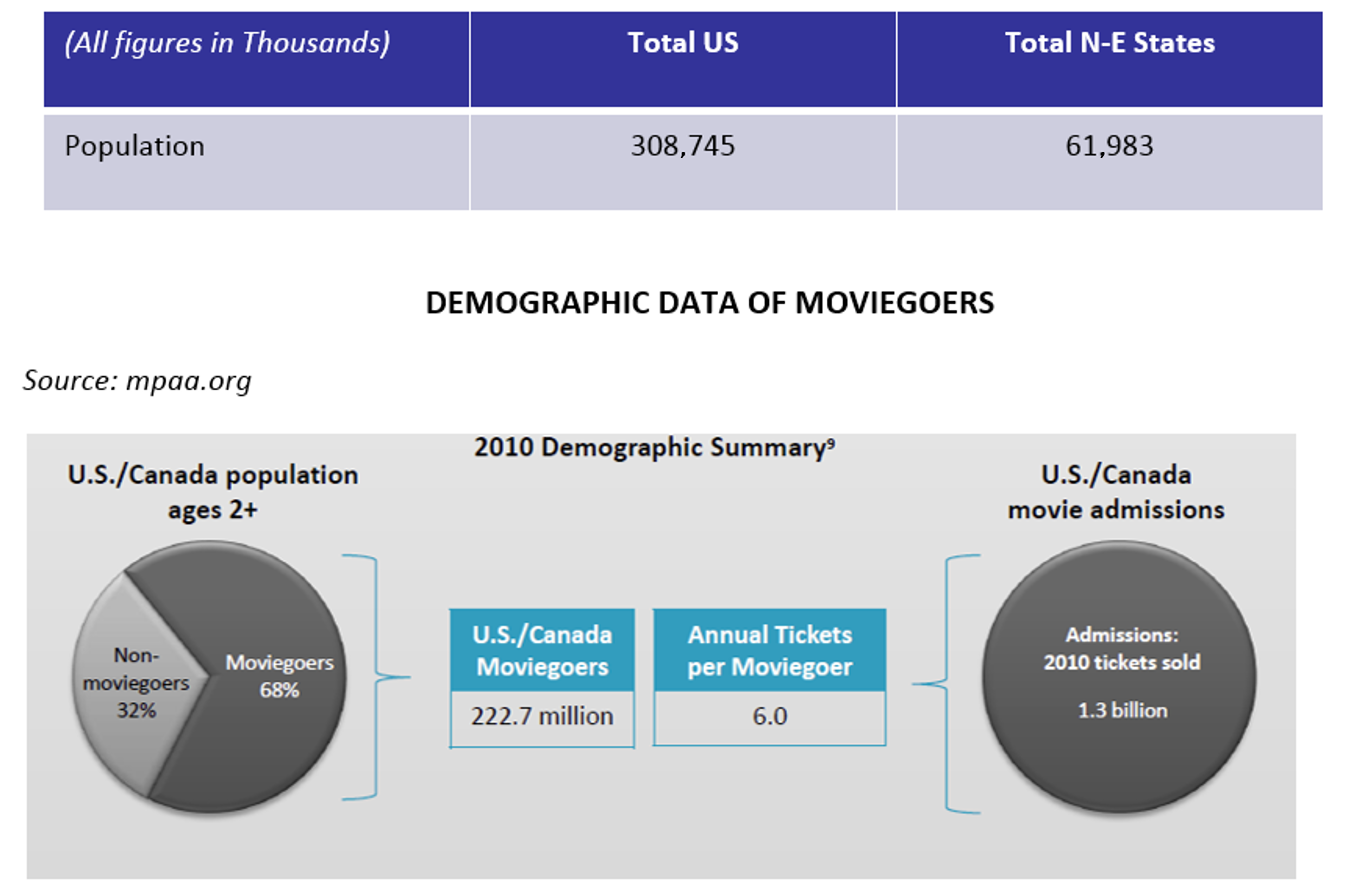 (All figures in Thousands) Total US Total N-E States
Population 308,745 61,983
DEMOGRAPHIC DATA OF MOVIEGOERS
Source: mpaa.org
2010 Demographic Summary⁹
U.S./Canada population
ages 2+
Non-
moviegoers
32%
Moviegoers
68%
U.S./Canada
Moviegoers
222.7 million
Annual Tickets
per Moviegoer
6.0
U.S./Canada
movie admissions
Admissions:
2010 tickets sold
1.3 billion